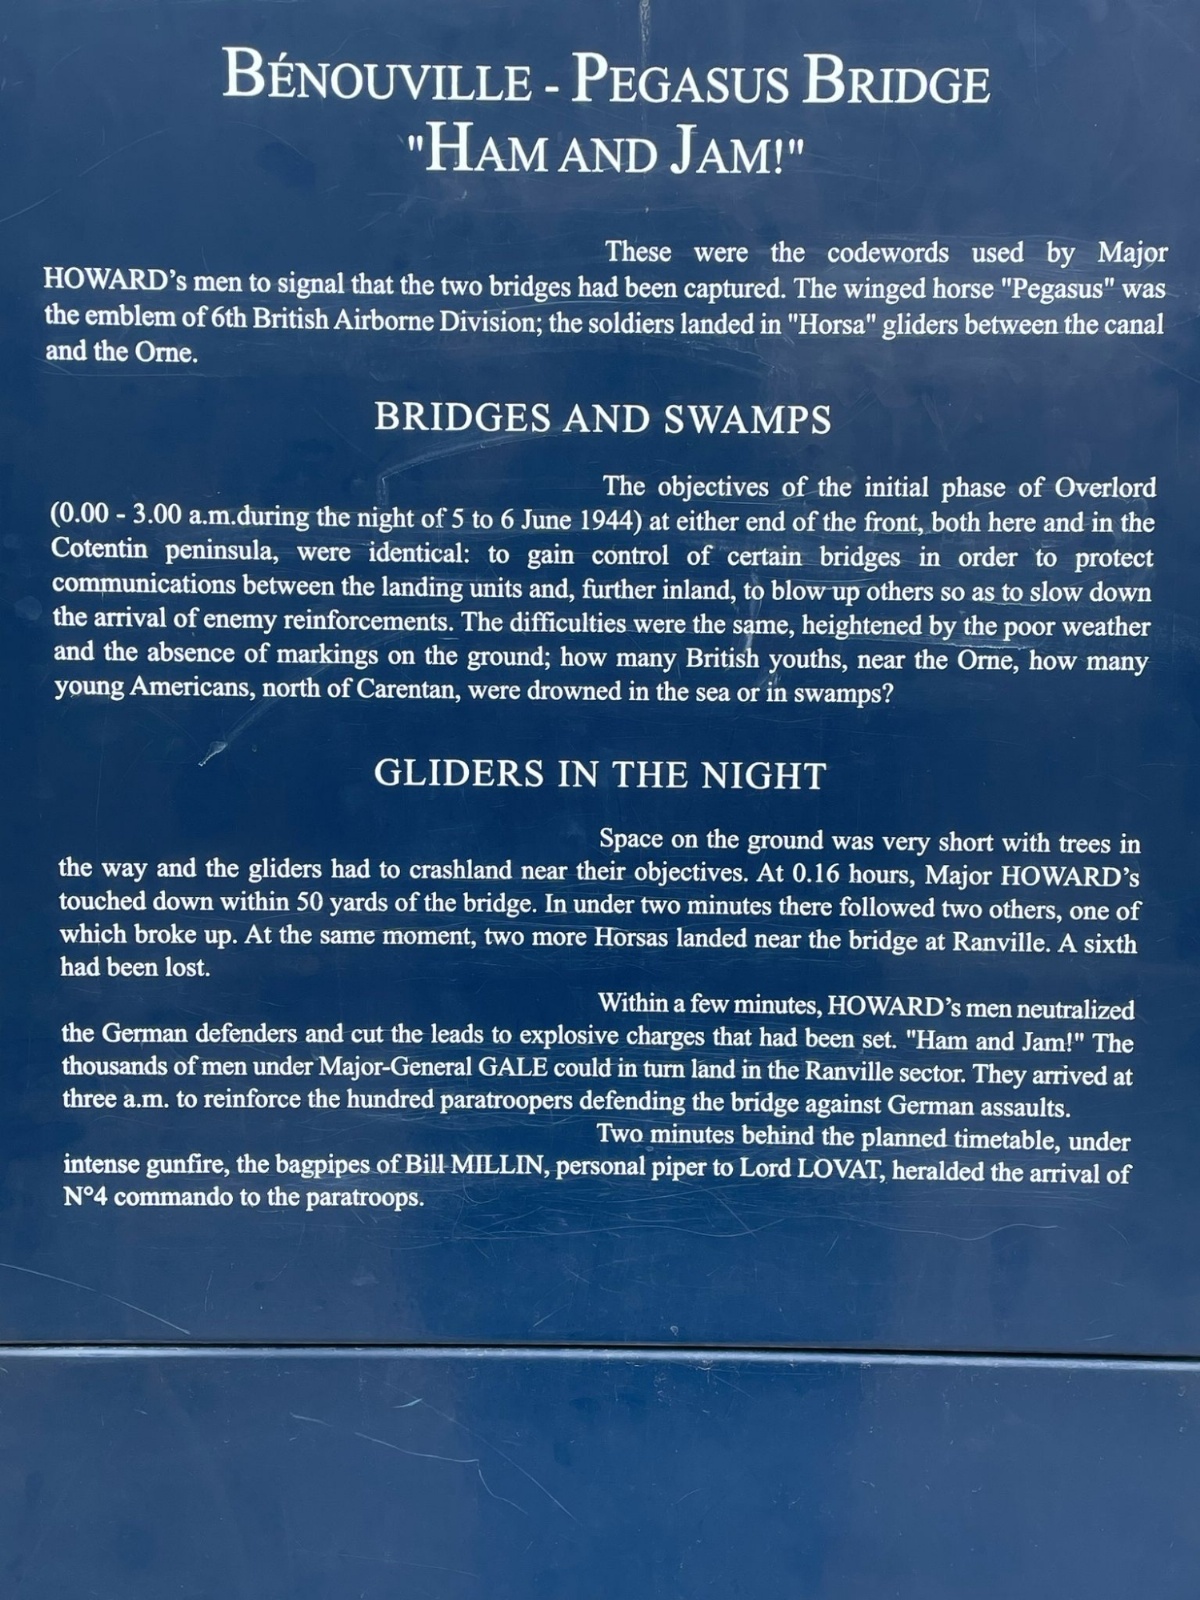 BÉNOUVILLE - PEGASUS BRIDGE
"HAM AND JAM!"
These were the codewords used by Major
HOWARD's men to signal that the two bridges had been captured. The winged horse "Pegasus" was
the emblem of 6th British Airborne Division; the soldiers landed in "Horsa" gliders between the canal
and the Orne.
BRIDGES AND SWAMPS
The objectives of the initial phase of Overlord
(0.00 - 3.00 a.m.during the night of 5 to 6 June 1944) at either end of the front, both here and in the
Cotentin peninsula, were identical: to gain control of certain bridges in order to protect
communications between the landing units and, further inland, to blow up others so as to slow down
the arrival of enemy reinforcements. The difficulties were the same, heightened by the poor weather
and the absence of markings on the ground; how many British youths, near the Orne, how many
young Americans, north of Carentan, were drowned in the sea or in swamps?
GLIDERS IN THE NIGHT
Space on the ground was very short with trees in
the way and the gliders had to crashland near their objectives. At 0.16 hours, Major HOWARD's
touched down within 50 yards of the bridge. In under two minutes there followed two others, one of
which broke up. At the same moment, two more Horsas landed near the bridge at Ranville. A sixth
had been lost.
Within a few minutes, HOWARD's men neutralized
the German defenders and cut the leads to explosive charges that had been set. "Ham and Jam!" The
thousands of men under Major-General GALE could in turn land in the Ranville sector. They arrived at
three a.m. to reinforce the hundred paratroopers defending the bridge against German assaults.
Two minutes behind the planned timetable, under
intense gunfire, the bagpipes of Bill MILLIN, personal piper to Lord LOVAT, heralded the arrival of
N°4 commando to the paratroops.